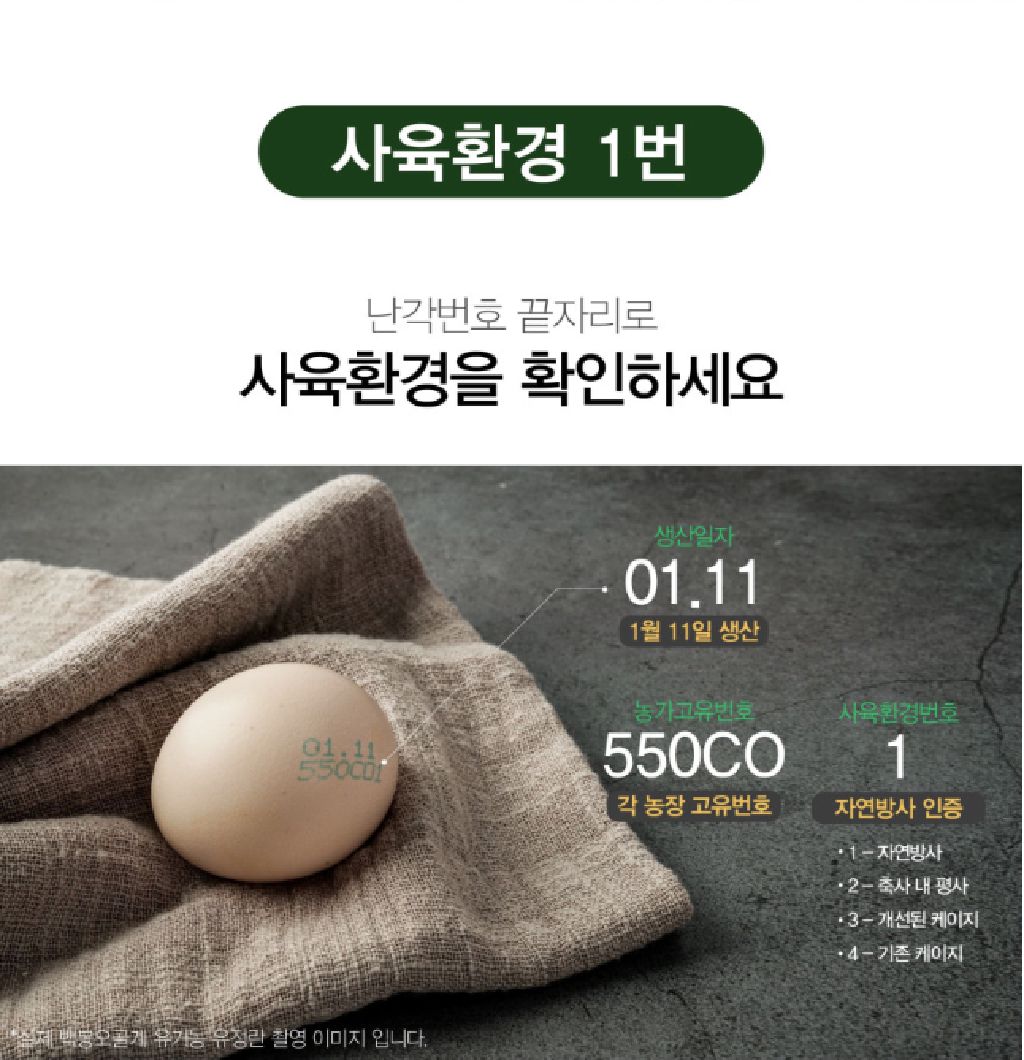 사육환경 1번
난각번호 끝자리로
사육환경을 확인하세요
생산일자
01.11
1월 11일 생산
01.11
550CO1
농가고유번호
550CO
각 농장 고유번호
사육환경번호
1
자연방사 인증
• 1 – 자연방사
• 2 – 축사 내 평사
• 3 – 개선된 케이지
• 4 – 기존 케이지
*실제 백봉오골계 유기농 유정란 촬영 이미지 입니다.